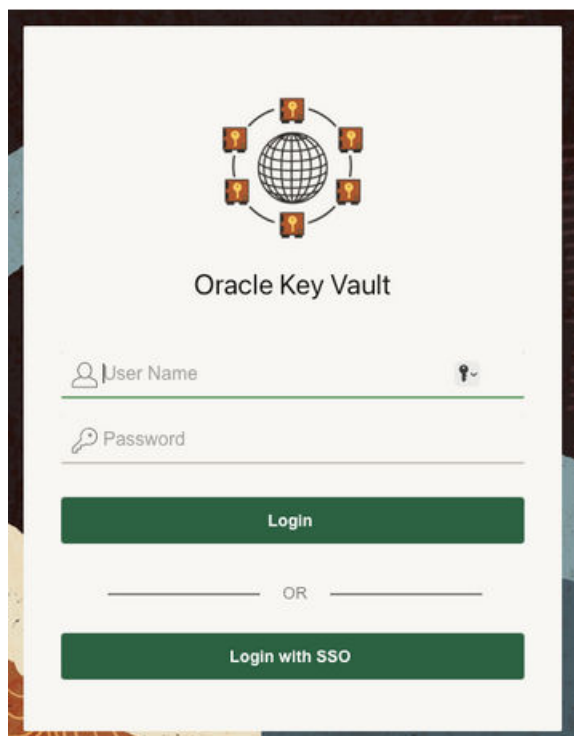 Oracle Key Vault
User Name
Password
Login
OR
Login with SSO